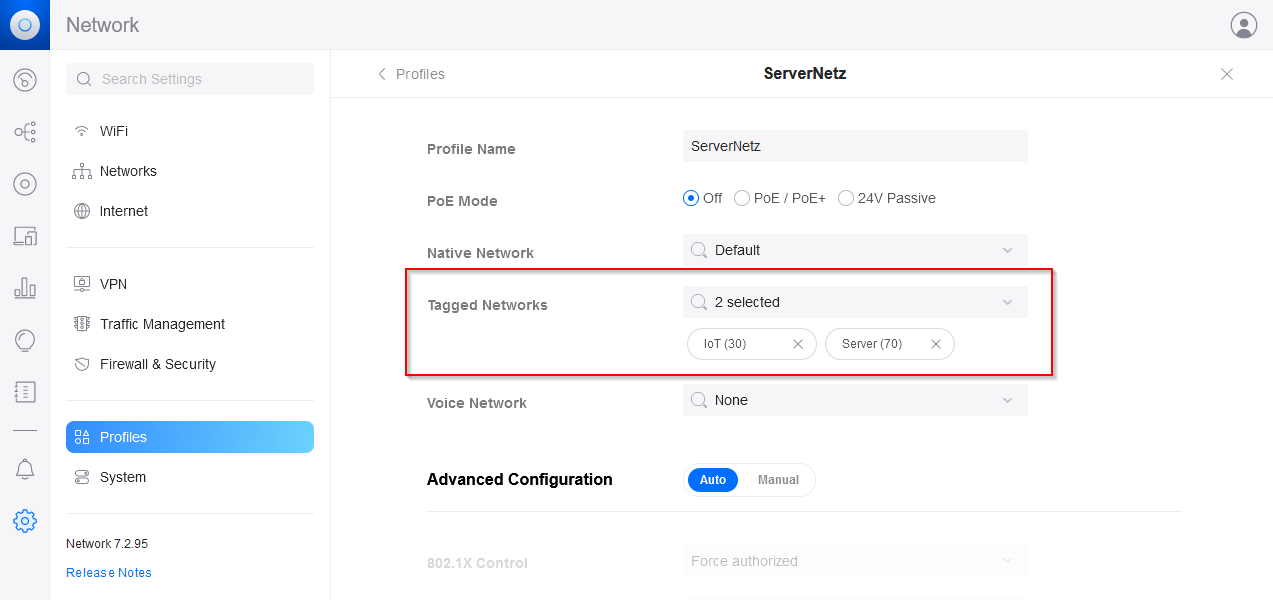 Network
Search Settings
WiFi
Networks
Internet
VPN
Traffic Management
Firewall & Security
Profiles
System
Network 7.2.95
Release Notes
Profiles
ServerNetz
Profile Name
ServerNetz
PoE Mode
Off
PoE / PoE+
24V Passive
Native Network
Default
Tagged Networks
2 selected
IoT (30)
Server (70)
Voice Network
None
Advanced Configuration
Auto
Manual
802.1X Control
Force authorized